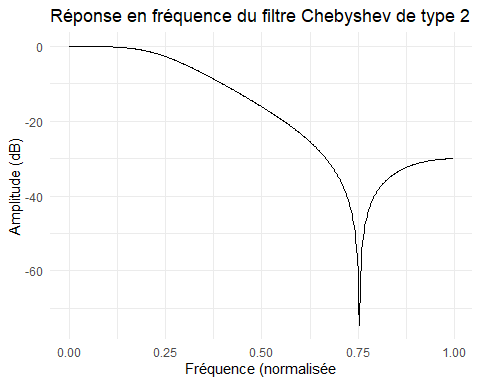 Réponse en fréquence du filtre Chebyshev de type 2
0
-20
-40
-60
Amplitude (dB)
0.00 0.25 0.50 0.75 1.00
Fréquence (normalisée